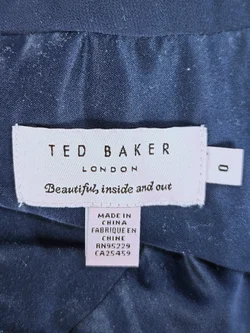 TED BAKER
LONDON
Beautiful, inside and out
0
MADE IN
CHINA
FABRIQUE EN
CHINE
RN95229
CA25459